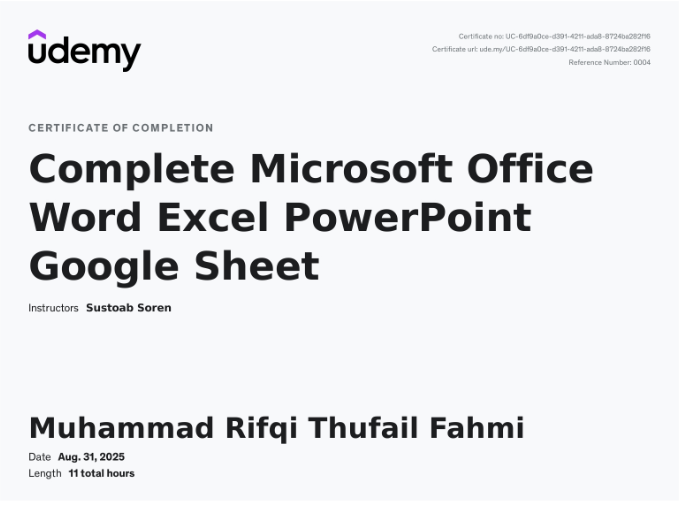 udemy
Certificate no: UC-6df9a0ce-d391-4211-ada8-8724ba282f16
Certificate url: ude.my/UC-6df9a0ce-d391-4211-ada8-8724ba282f16
Reference Number: 0004
CERTIFICATE OF COMPLETION
Complete Microsoft Office
Word Excel PowerPoint
Google Sheet
Instructors Sustoab Soren
Muhammad Rifqi Thufail Fahmi
Date Aug. 31, 2025
Length 11 total hours